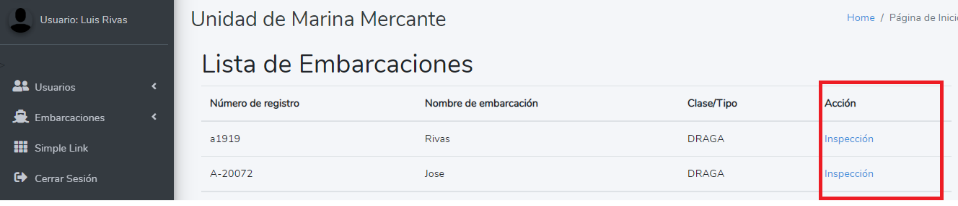 Usuario: Luis Rivas
Unidad de Marina Mercante
Home / Página de Inici
Lista de Embarcaciones
Usuarios
Embarcaciones
Simple Link
Cerrar Sesión
Número de registro Nombre de embarcación Clase/Tipo Acción
a1919 Rivas DRAGA Inspección
A-20072 Jose DRAGA Inspección